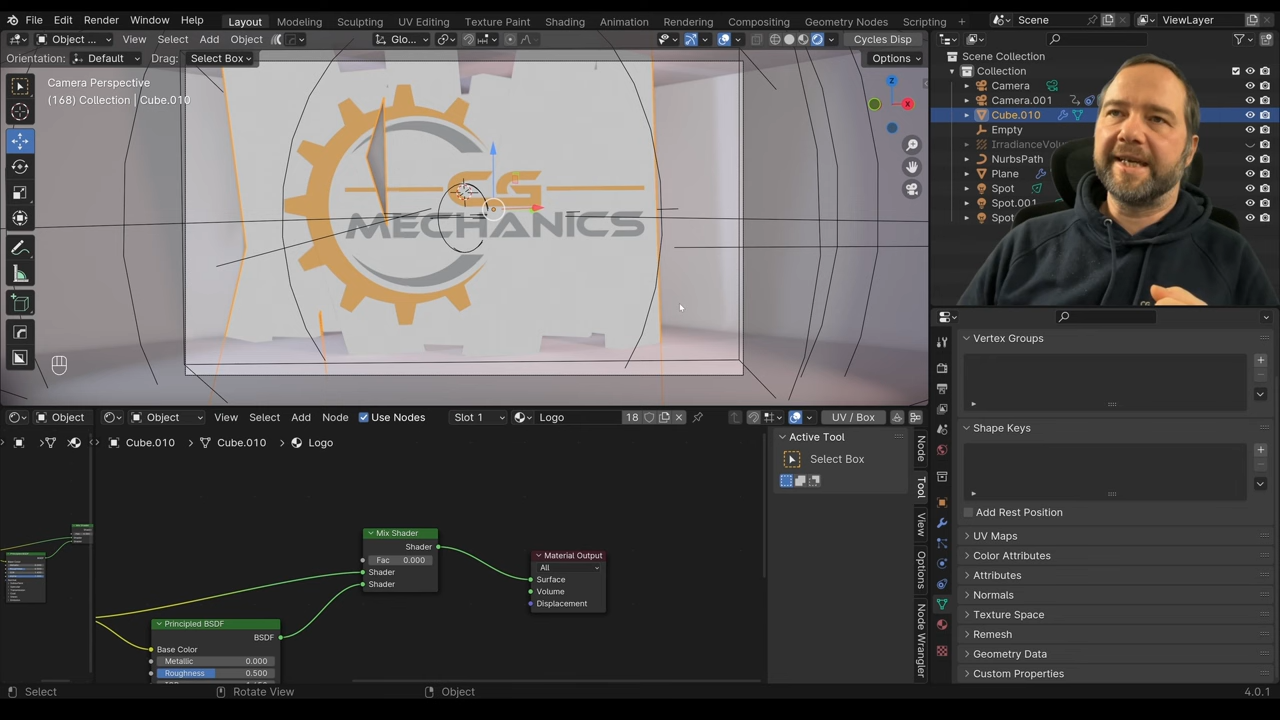 File Edit Render Window Help Layout Modeling Sculpting UV Editing Texture Paint Shading Animation Rendering Compositing Geometry Nodes Scripting + Scene ViewLayer
Object ... View Select Add Object Glo... Cycles Disp
Orientation: Default Drag: Select Box Options
Camera Perspective
(168) Collection | Cube.010
Z
X
CG
MECHANICS
Scene Collection
Collection
Camera
Camera.001
Cube.010
Empty
IrradianceVolu
NurbsPath
Plane
Spot
Spot.001
Spot
Vertex Groups
Shape Keys
Add Rest Position
UV Maps
Color Attributes
Attributes
Normals
Texture Space
Remesh
Geometry Data
Custom Properties
Object Object View Select Add Node Use Nodes Slot 1 Logo 18 UV / Box
Cube.010 Cube.010 Logo
Active Tool
Select Box
Node
Tool
View
Options
Node Wrangler
Mix Shader
Shader
Fac 0.000
Shader
Shader
Material Output
All
Surface
Volume
Displacement
Principled BSDF
BSDF
Base Color
Metallic 0.000
Roughness 0.500
Select Rotate View Object 4.0.1